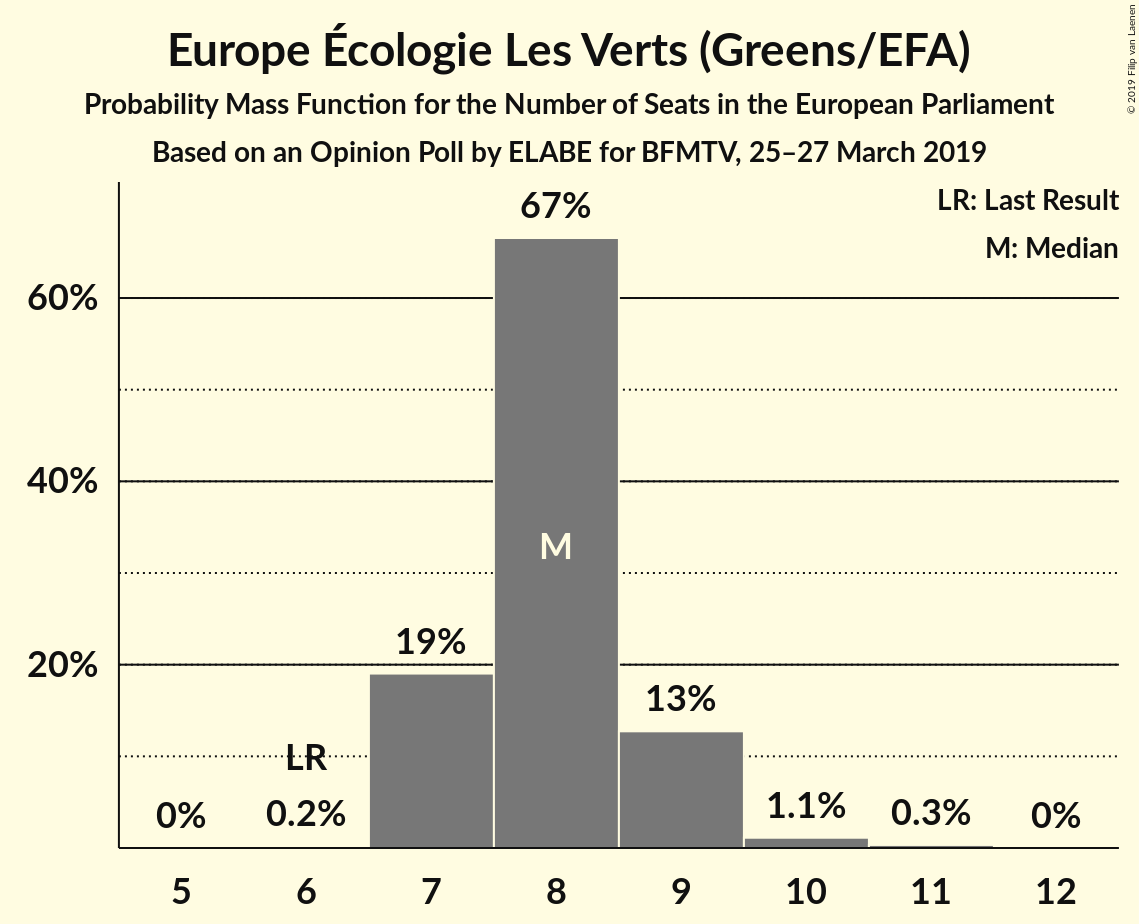 Europe Écologie Les Verts (Greens/EFA)
Probability Mass Function for the Number of Seats in the European Parliament
Based on an Opinion Poll by ELABE for BFMTV, 25–27 March 2019
© 2019 Filip van Laenen
LR: Last Result
M: Median
67%
60%
40%
M
19%
20%
13%
LR
0%
0.2%
1.1%
0.3%
0%
5 6 7 8 9 10 11 12